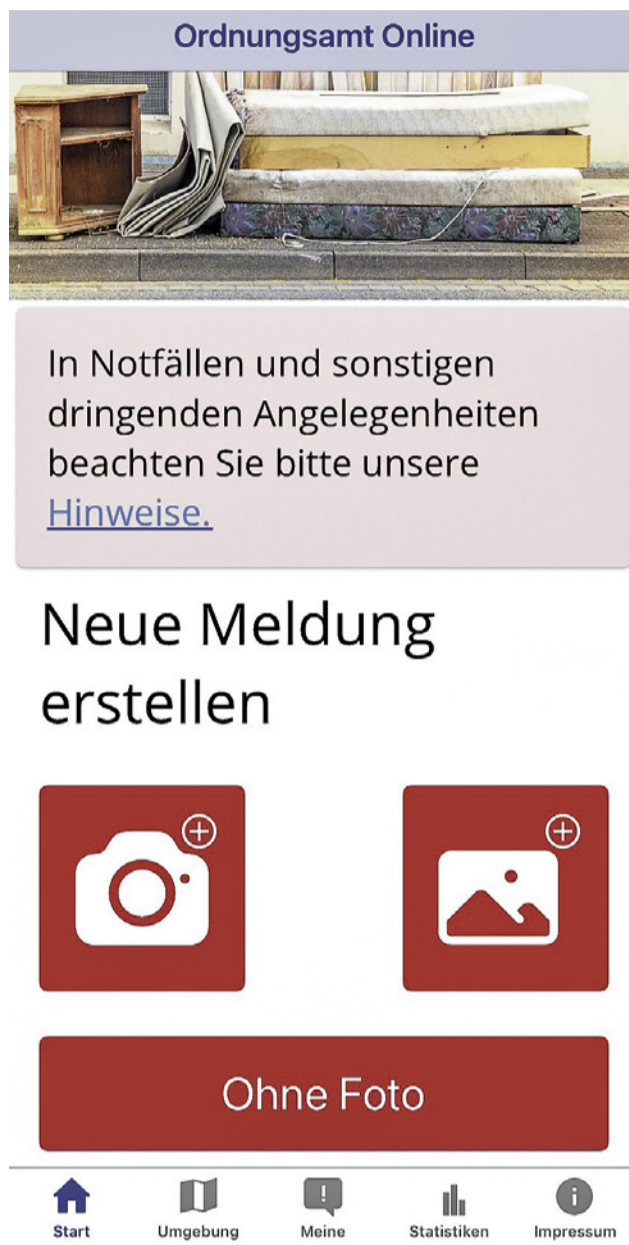 Ordnungsamt Online
In Notfällen und sonstigen
dringenden Angelegenheiten
beachten Sie bitte unsere
Hinweise.
Neue Meldung
erstellen
Ohne Foto
Start
Umgebung
Meine
Statistiken
Impressum